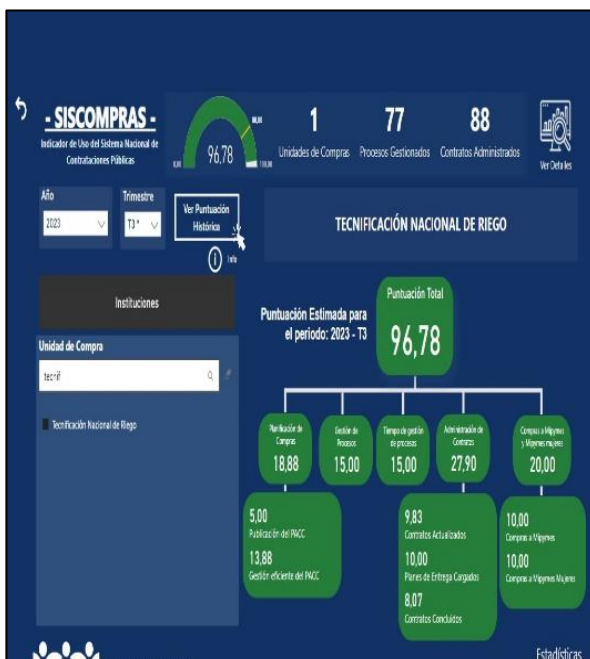 - SISCOMPRAS -
Indicador de Uso del Sistema Nacional de
Contrataciones Públicas
0,00
96,78
88,00
100,00
1
Unidades de Compras
77
Procesos Gestionados
88
Contratos Administrados
Ver Detalles
Año
2023
Trimestre
T3 *
Ver Puntuación
Histórica
Info
TECNIFICACIÓN NACIONAL DE RIEGO
Instituciones
Unidad de Compra
tecnif
Tecnificación Nacional de Riego
Puntuación Estimada para
el periodo: 2023 - T3
Puntuación Total
96,78
Planificación de
Compras
18,88
Gestión de
Procesos
15,00
Tiempo de gestión
de procesos
15,00
Administración de
Contratos
27,90
Compras a Mipymes
y Mipymes mujeres
20,00
5,00
Publicación del PACC
13,88
Gestión eficiente del PACC
9,83
Contratos Actualizados
10,00
Planes de Entrega Cargados
8,07
Contratos Concluidos
10,00
Compras a Mipymes
10,00
Compras a Mipymes Mujeres
Estadísticas